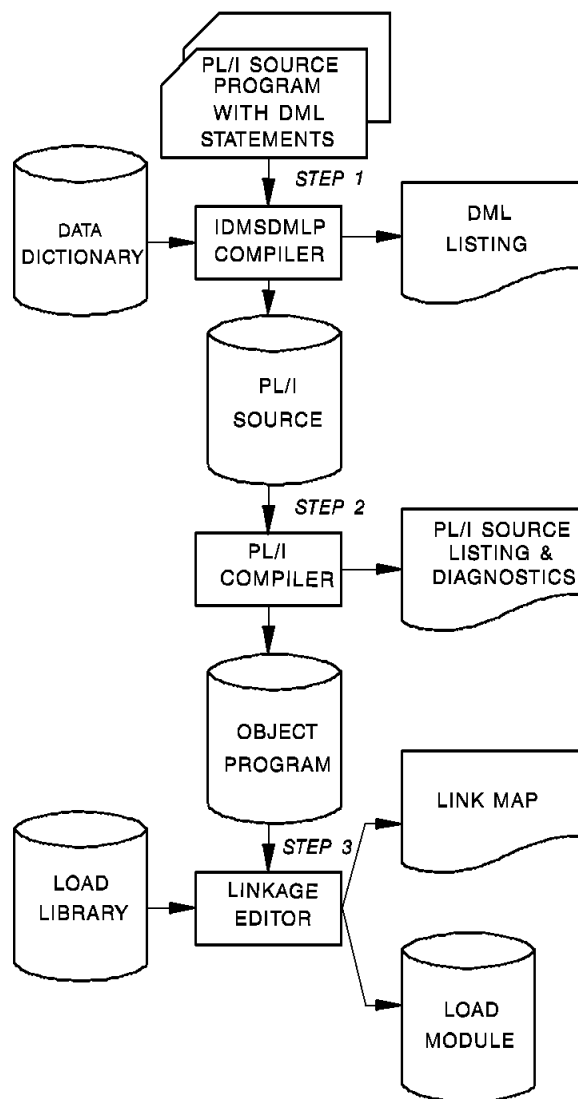 PL/I SOURCE
PROGRAM
WITH DML
STATEMENTS
STEP 1
DATA
DICTIONARY
IDMSDMLP
COMPILER
DML
LISTING
PL/I
SOURCE
STEP 2
PL/I
COMPILER
PL/I SOURCE
LISTING &
DIAGNOSTICS
OBJECT
PROGRAM
STEP 3
LINK MAP
LOAD
LIBRARY
LINKAGE
EDITOR
LOAD
MODULE